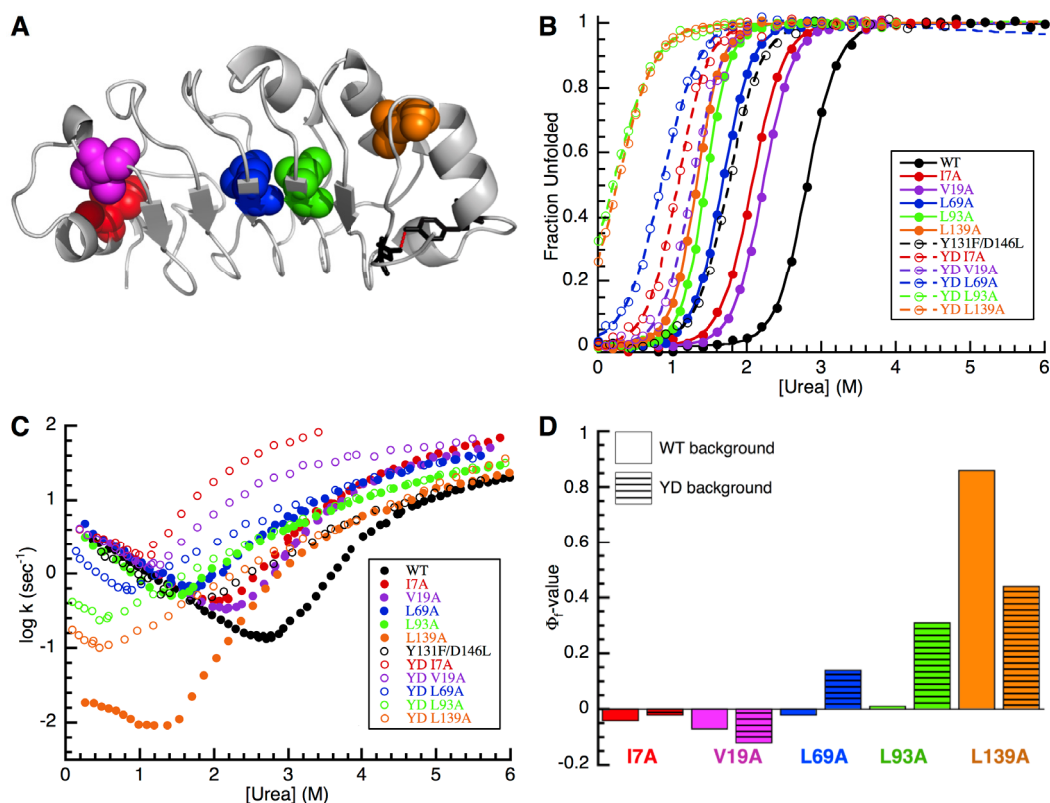 A
B
Fraction Unfolded
1
0.8
0.6
0.4
0.2
0
0 1 2 3 4 5 6
[Urea] (M)
WT
I7A
V19A
L69A
L93A
L139A
Y131F/D146L
YD I7A
YD V19A
YD L69A
YD L93A
YD L139A
C
log k (sec⁻¹)
2
1
0
-1
-2
0 1 2 3 4 5 6
[Urea] (M)
WT
I7A
V19A
L69A
L93A
L139A
Y131F/D146L
YD I7A
YD V19A
YD L69A
YD L93A
YD L139A
D
Φf-value
1
0.8
0.6
0.4
0.2
0
-0.2
WT background
YD background
I7A V19A L69A L93A L139A